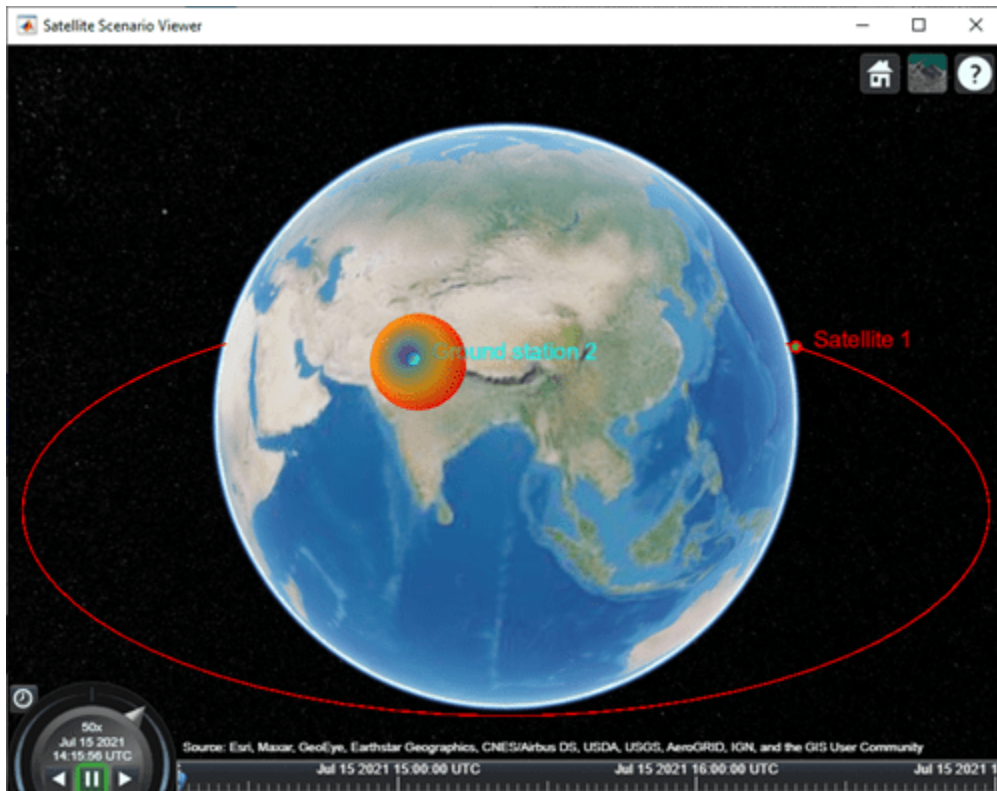 Satellite Scenario Viewer
?
Ground station 2
Satellite 1
50x
Jul 15 2021
14:15:56 UTC
Source: Esri, Maxar, GeoEye, Earthstar Geographics, CNES/Airbus DS, USDA, USGS, AeroGRID, IGN, and the GIS User Community
Jul 15 2021 15:00:00 UTC
Jul 15 2021 16:00:00 UTC
Jul 15 2021 1